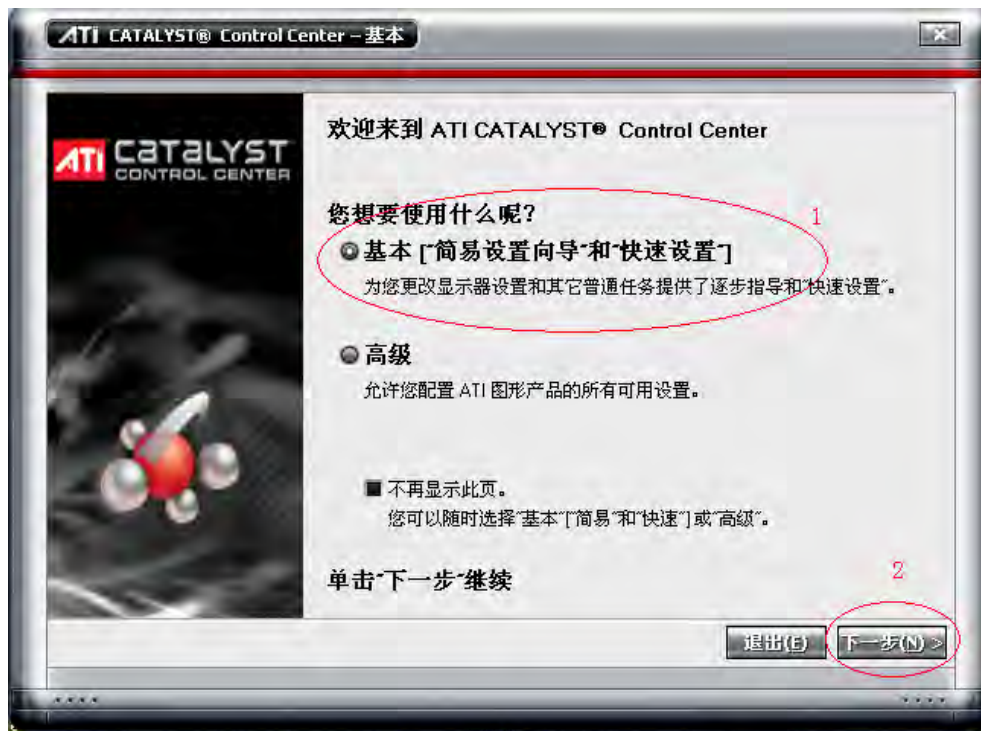 ATI CATALYST® Control Center – 基本
ATI CATALYST
CONTROL CENTER
欢迎来到 ATI CATALYST® Control Center
您想要使用什么呢?
1
基本 ["简易设置向导"和"快速设置"]
为您更改显示器设置和其它普通任务提供了逐步指导和"快速设置"。
高级
允许您配置 ATI 图形产品的所有可用设置。
不再显示此页。
您可以随时选择"基本"["简易"和"快速"] 或"高级"。
单击"下一步"继续
2
退出(E) 下一步(N) >